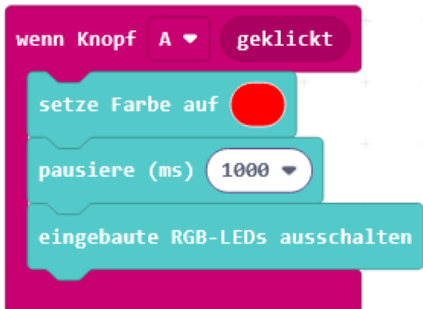 wenn Knopf A geklickt
setze Farbe auf
pausiere (ms) 1000
eingebaute RGB-LEDs ausschalten